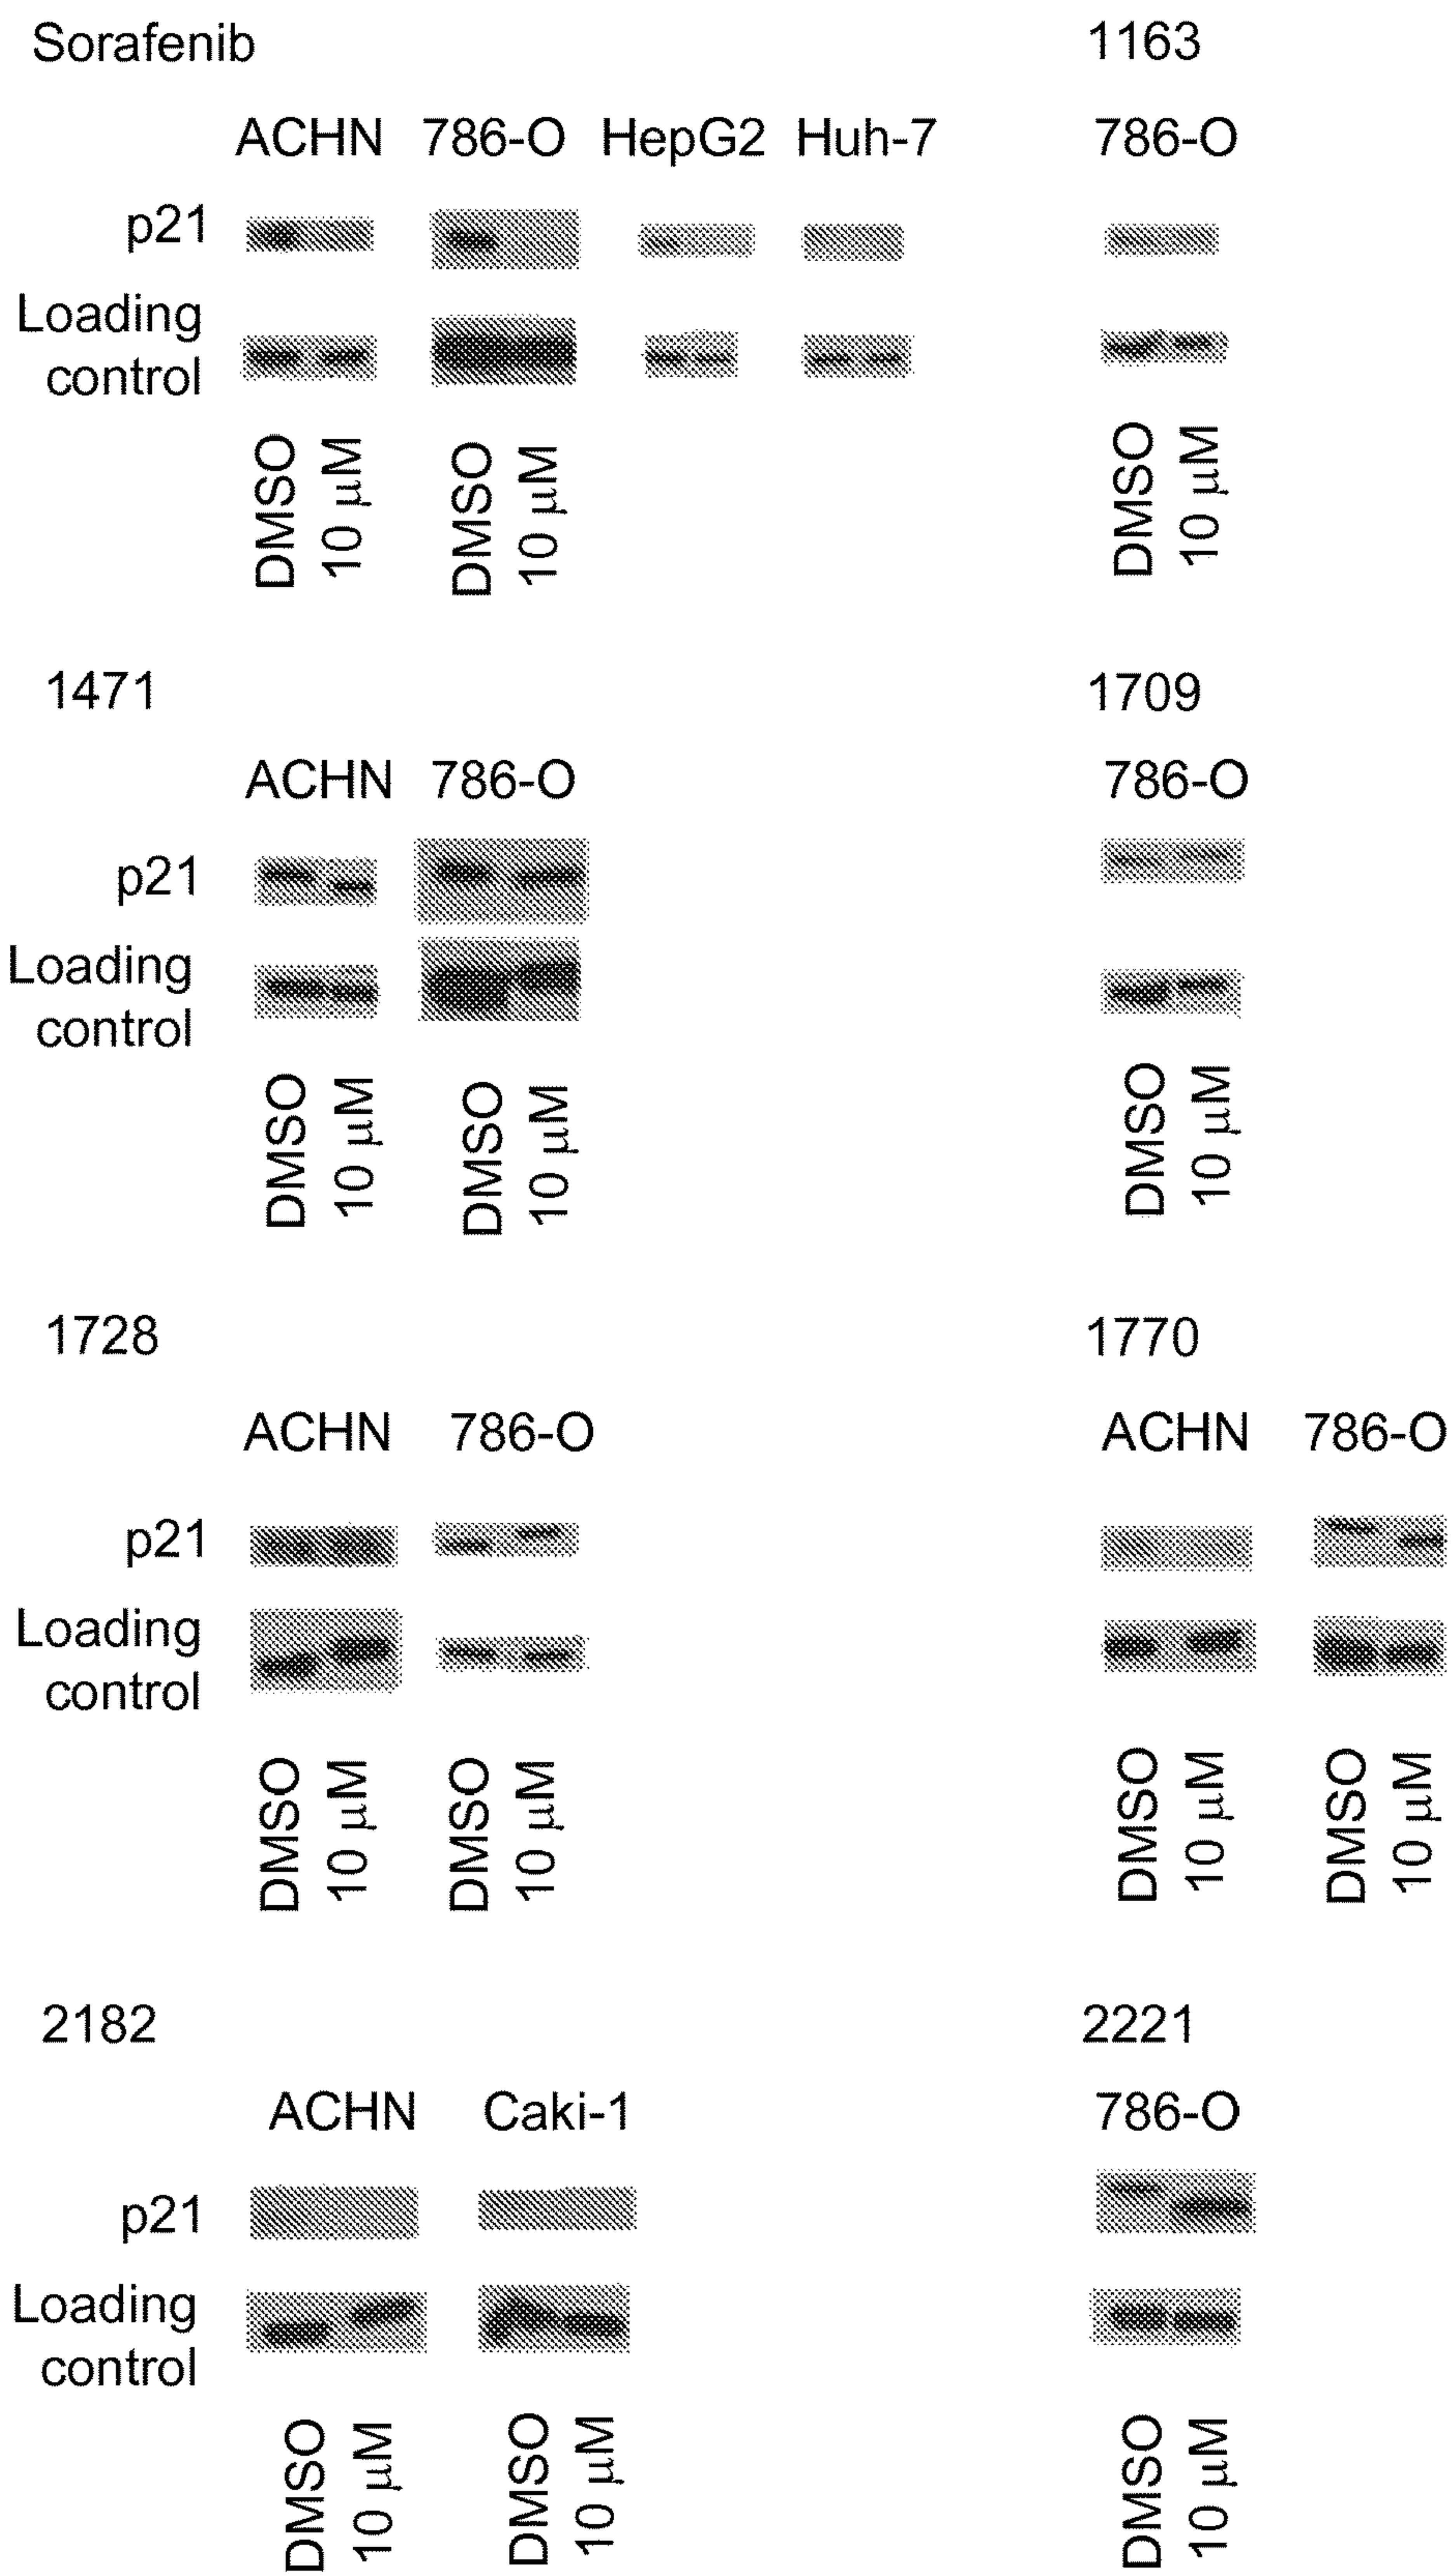 Sorafenib
ACHN 786-O HepG2 Huh-7
p21
Loading
control
DMSO
10 µM
DMSO
10 µM
1163
786-O
DMSO
10 µM
1471
ACHN 786-O
p21
Loading
control
DMSO
10 µM
DMSO
10 µM
1709
786-O
DMSO
10 µM
1728
ACHN 786-O
p21
Loading
control
DMSO
10 µM
DMSO
10 µM
1770
ACHN 786-O
DMSO
10 µM
DMSO
10 µM
2182
ACHN Caki-1
p21
Loading
control
DMSO
10 µM
DMSO
10 µM
2221
786-O
DMSO
10 µM